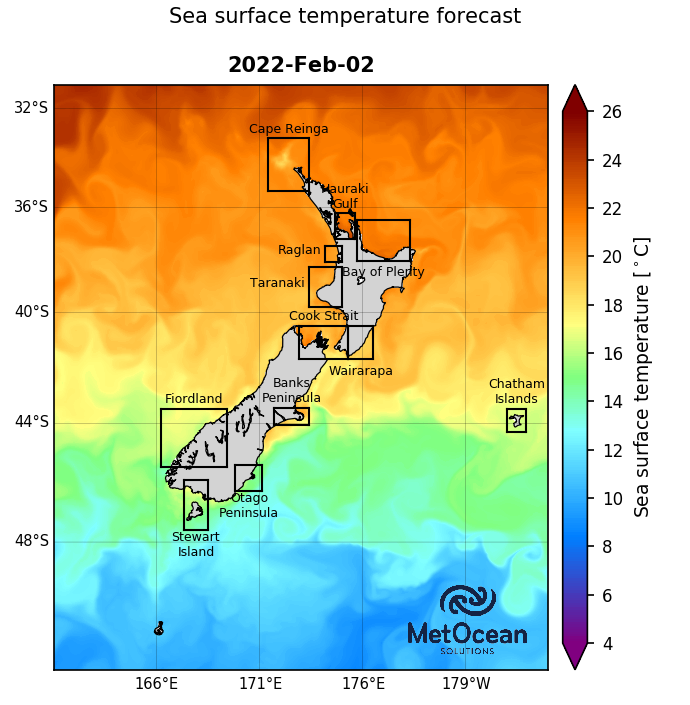 Sea surface temperature forecast
2022-Feb-02
32°S
36°S
40°S
44°S
48°S
166°E
171°E
176°E
179°W
Cape Reinga
Hauraki
Gulf
Raglan
Bay of Plenty
Taranaki
Cook Strait
Wairarapa
Banks
Peninsula
Fiordland
Chatham
Islands
Otago
Peninsula
Stewart
Island
MetOcean
SOLUTIONS
26
24
22
20
18
16
14
12
10
8
6
4
Sea surface temperature [°C]